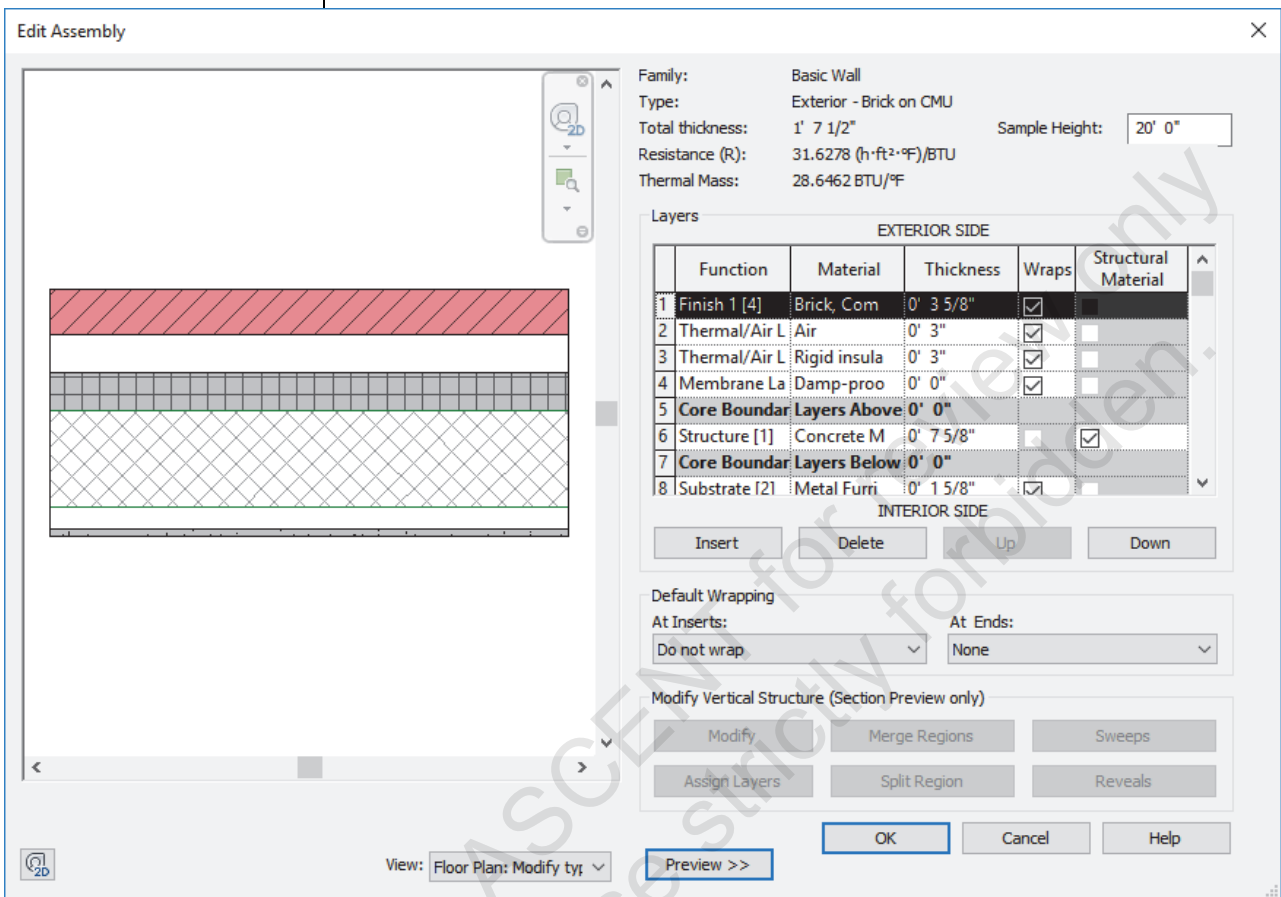 Edit Assembly
2D
Family: Basic Wall
Type: Exterior - Brick on CMU
Total thickness: 1' 7 1/2" Sample Height: 20' 0"
Resistance (R): 31.6278 (h·ft²·°F)/BTU
Thermal Mass: 28.6462 BTU/°F
Layers
EXTERIOR SIDE
Function Material Thickness Wraps Structural Material
1 Finish 1 [4] Brick, Com 0' 3 5/8"
2 Thermal/Air L Air 0' 3"
3 Thermal/Air L Rigid insula 0' 3"
4 Membrane La Damp-proo 0' 0"
5 Core Boundar Layers Above 0' 0"
6 Structure [1] Concrete M 0' 7 5/8"
7 Core Boundar Layers Below 0' 0"
8 Substrate [2] Metal Furri 0' 1 5/8"
INTERIOR SIDE
Insert Delete Up Down
Default Wrapping
At Inserts: At Ends:
Do not wrap None
Modify Vertical Structure (Section Preview only)
Modify Merge Regions Sweeps
Assign Layers Split Region Reveals
OK Cancel Help
2D
View: Floor Plan: Modify typ Preview >>
ASCENT for review only
se strictly forbidden.